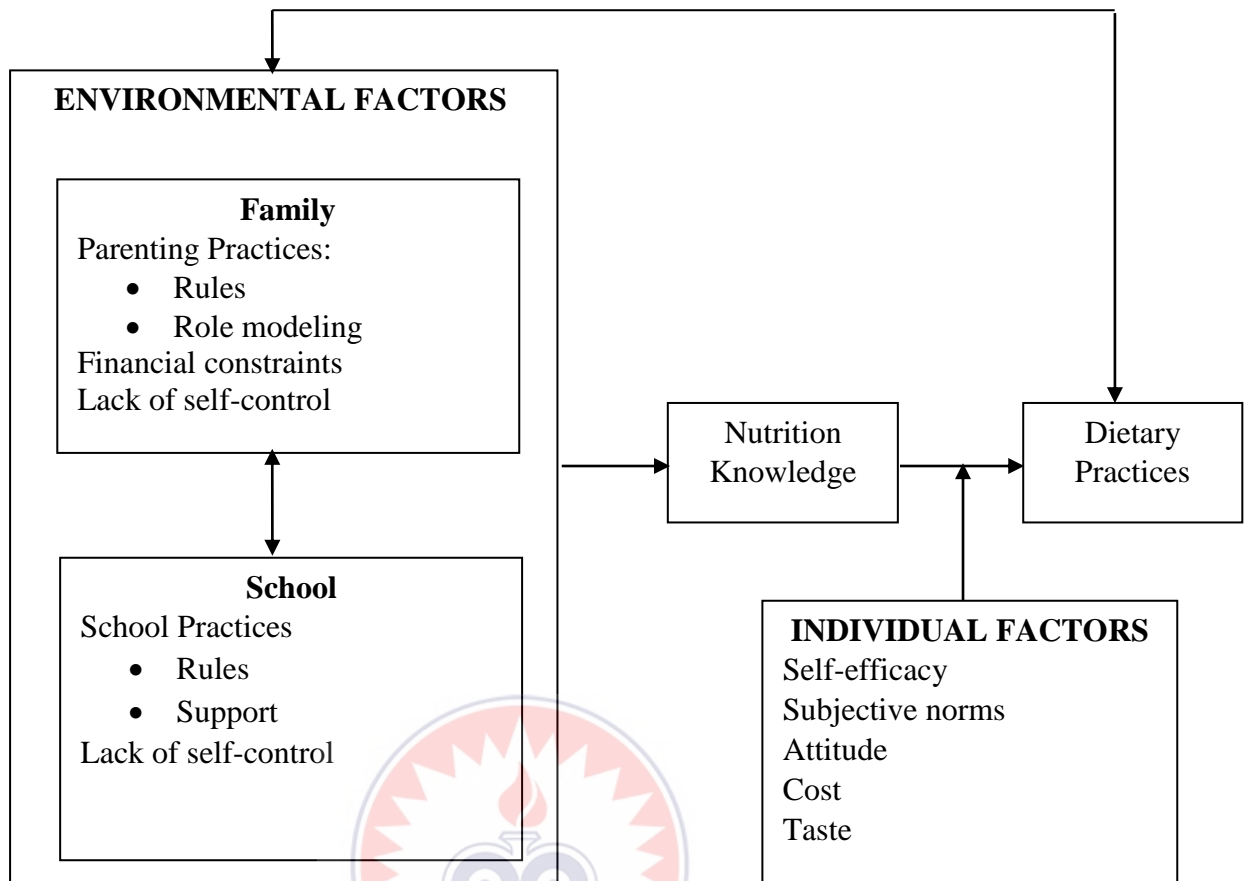 ENVIRONMENTAL FACTORS
Family
Parenting Practices:
• Rules
• Role modeling
Financial constraints
Lack of self-control
School
School Practices
• Rules
• Support
Lack of self-control
Nutrition
Knowledge
Dietary
Practices
INDIVIDUAL FACTORS
Self-efficacy
Subjective norms
Attitude
Cost
Taste